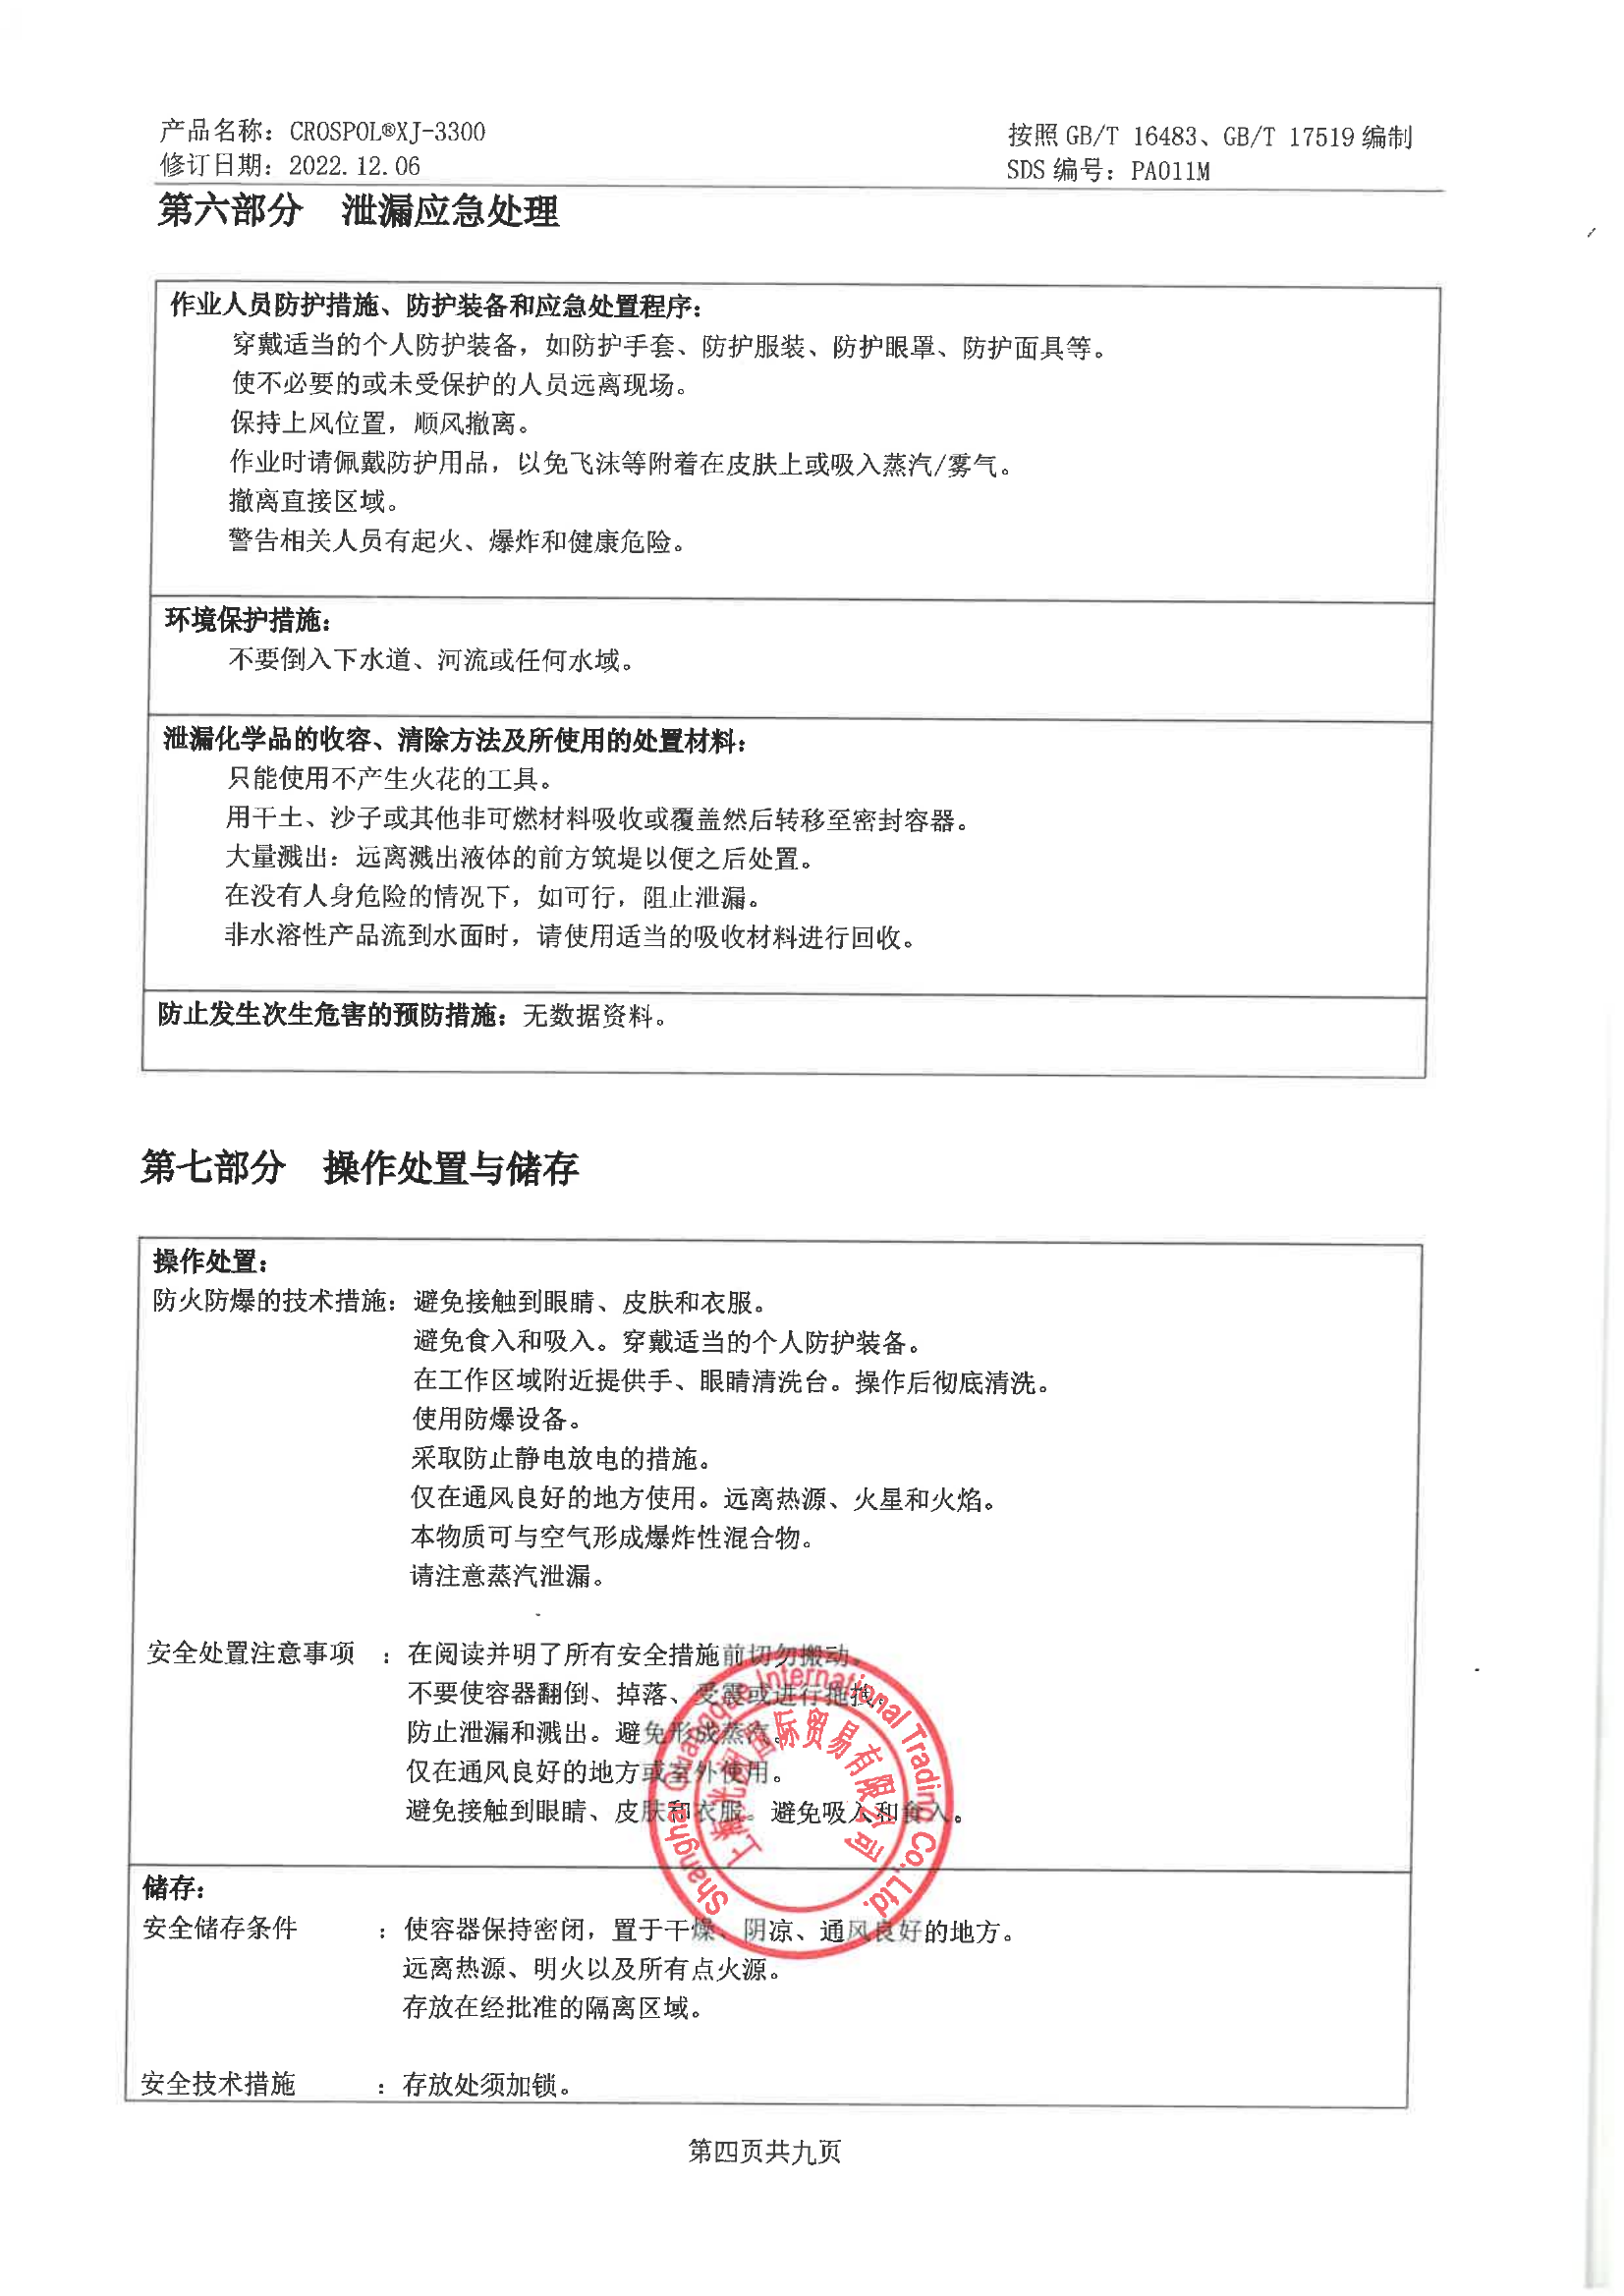 产品名称：CROSPOL®XJ-3300
修订日期：2022.12.06
按照 GB/T 16483、GB/T 17519 编制
SDS 编号：PA011M
第六部分 泄漏应急处理
作业人员防护措施、防护装备和应急处置程序：
穿戴适当的个人防护装备，如防护手套、防护服装、防护眼罩、防护面具等。
使不必要的或未受保护的人员远离现场。
保持上风位置，顺风撤离。
作业时请佩戴防护用品，以免飞沫等附着在皮肤上或吸入蒸汽/雾气。
撤离直接区域。
警告相关人员有起火、爆炸和健康危险。
环境保护措施：
不要倒入下水道、河流或任何水域。
泄漏化学品的收容、清除方法及所使用的处置材料：
只能使用不产生火花的工具。
用干土、沙子或其他非可燃材料吸收或覆盖然后转移至密封容器。
大量溅出：远离溅出液体的前方筑堤以便之后处置。
在没有人身危险的情况下，如可行，阻止泄漏。
非水溶性产品流到水面时，请使用适当的吸收材料进行回收。
防止发生次生危害的预防措施：无数据资料。
第七部分 操作处置与储存
操作处置：
防火防爆的技术措施：避免接触到眼睛、皮肤和衣服。
避免食入和吸入。穿戴适当的个人防护装备。
在工作区域附近提供手、眼睛清洗台。操作后彻底清洗。
使用防爆设备。
采取防止静电放电的措施。
仅在通风良好的地方使用。远离热源、火星和火焰。
本物质可与空气形成爆炸性混合物。
请注意蒸汽泄漏。
安全处置注意事项 ：在阅读并明了所有安全措施前切勿搬动。
不要使容器翻倒、掉落、受震或进行拖拽。
防止泄漏和溅出。避免形成蒸汽。
仅在通风良好的地方或室外使用。
避免接触到眼睛、皮肤和衣服。避免吸入和食入。
Shanghai International Trading Co.,Ltd.
国际贸易有限公司
储存：
安全储存条件 ：使容器保持密闭，置于干燥、阴凉、通风良好的地方。
远离热源、明火以及所有点火源。
存放在经批准的隔离区域。
安全技术措施 ：存放处须加锁。
第四页共九页